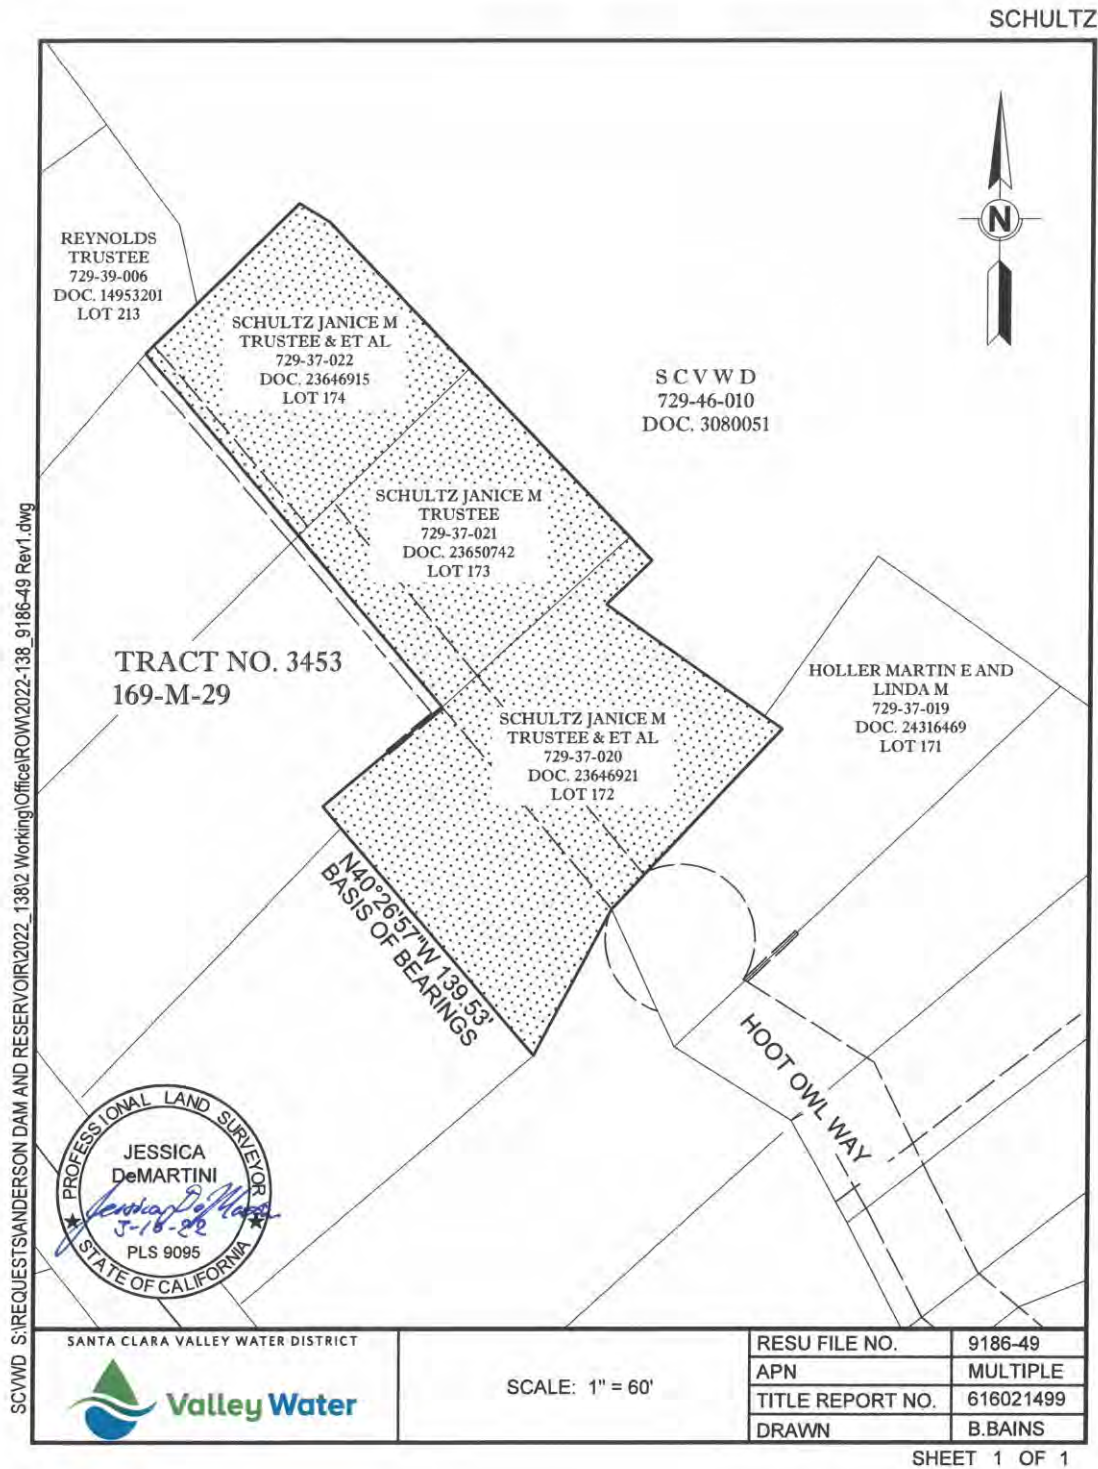 SCHULTZ
N
REYNOLDS
TRUSTEE
729-39-006
DOC. 14953201
LOT 213
SCHULTZ JANICE M
TRUSTEE & ET AL
729-37-022
DOC. 23646915
LOT 174
S C V W D
729-46-010
DOC. 3080051
SCHULTZ JANICE M
TRUSTEE
729-37-021
DOC. 23650742
LOT 173
TRACT NO. 3453
169-M-29
HOLLER MARTIN E AND
LINDA M
729-37-019
DOC. 24316469
LOT 171
SCHULTZ JANICE M
TRUSTEE & ET AL
729-37-020
DOC. 23646921
LOT 172
N40°26'57"W 139.53'
BASIS OF BEARINGS
HOOT OWL WAY
PROFESSIONAL LAND SURVEYOR
JESSICA
DeMARTINI
PLS 9095
STATE OF CALIFORNIA
SCVWD S:\REQUESTS\ANDERSON DAM AND RESERVOIR\2022_138\2 Working\Office\ROW\2022-138_9186-49 Rev1.dwg
SANTA CLARA VALLEY WATER DISTRICT
Valley Water
SCALE: 1" = 60'
RESU FILE NO. 9186-49
APN MULTIPLE
TITLE REPORT NO. 616021499
DRAWN B.BAINS
SHEET 1 OF 1